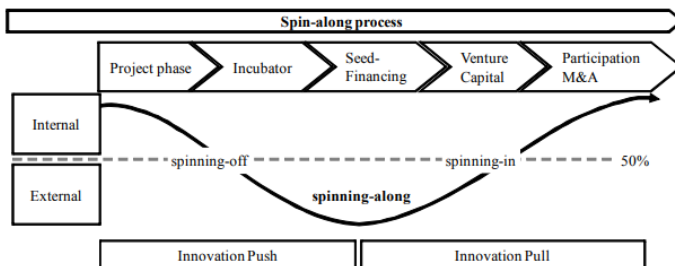 Spin-along process
Project phase
Incubator
Seed-
Financing
Venture
Capital
Participation
M&A
Internal
spinning-off
spinning-in
50%
External
spinning-along
Innovation Push
Innovation Pull